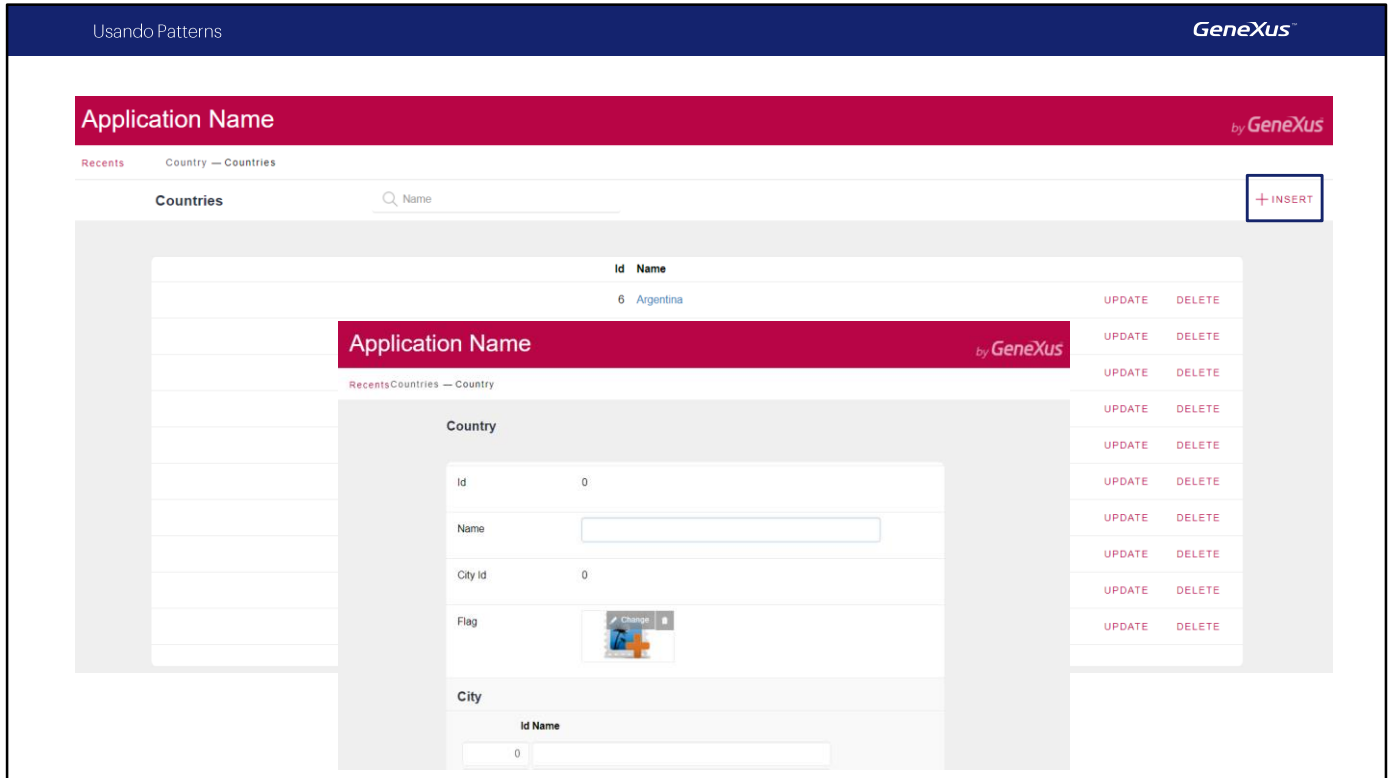 Usando Patterns
GeneXus™
Application Name
by GeneXus
Recents Country — Countries
Countries
Name
INSERT
Id Name
6 Argentina UPDATE DELETE
UPDATE DELETE
UPDATE DELETE
UPDATE DELETE
UPDATE DELETE
UPDATE DELETE
UPDATE DELETE
UPDATE DELETE
UPDATE DELETE
UPDATE DELETE
Application Name
by GeneXus
RecentsCountries — Country
Country
Id 0
Name
City Id 0
Flag
Change
City
Id Name
0